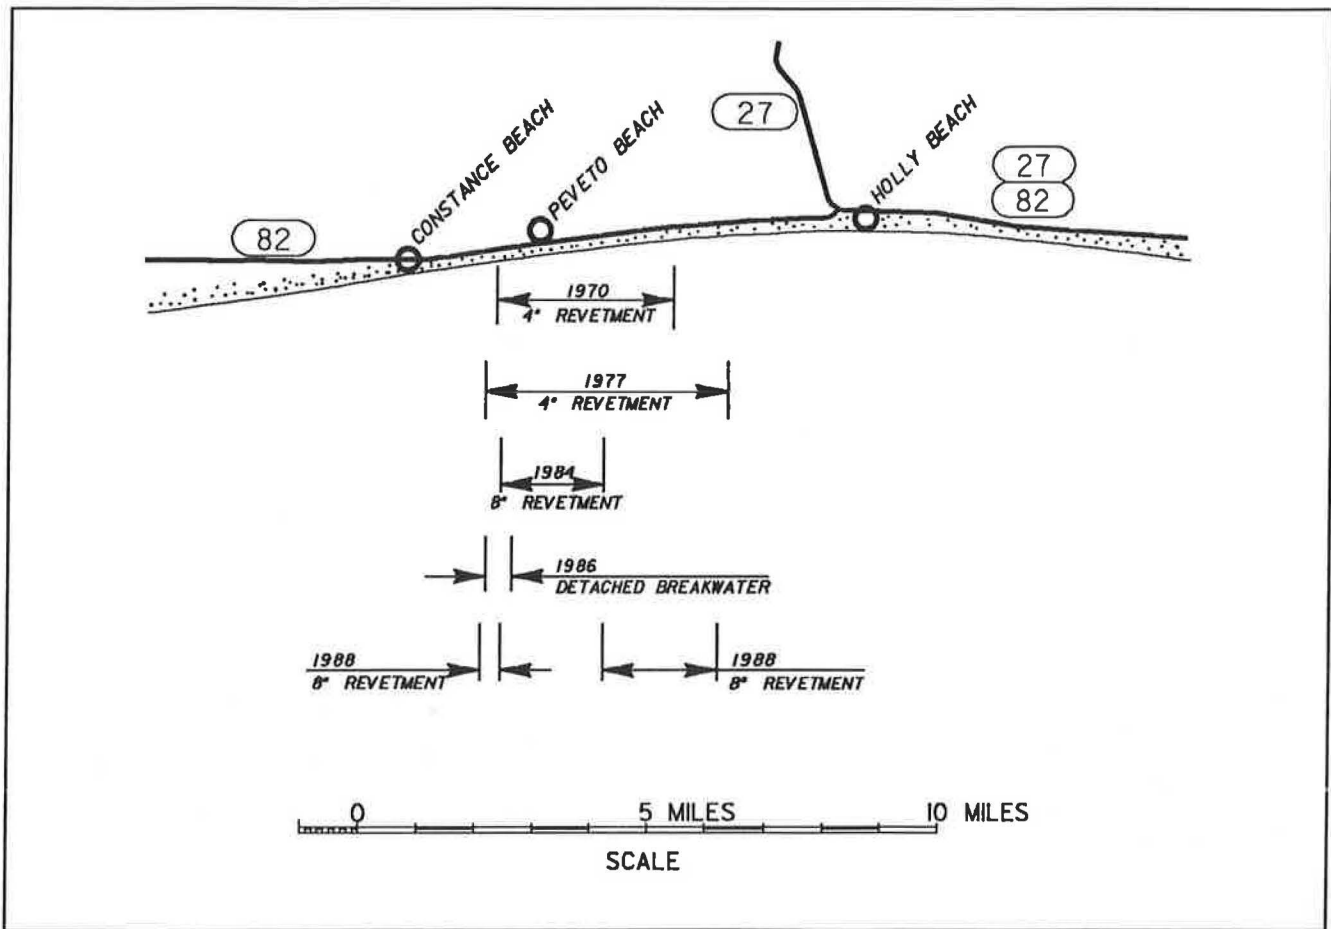 CONSTANCE BEACH
PEVETO BEACH
HOLLY BEACH
27
27
82
82
1970
4" REVETMENT
1977
4" REVETMENT
1984
8" REVETMENT
1986
DETACHED BREAKWATER
1988
8" REVETMENT
1988
8" REVETMENT
0 5 MILES 10 MILES
SCALE